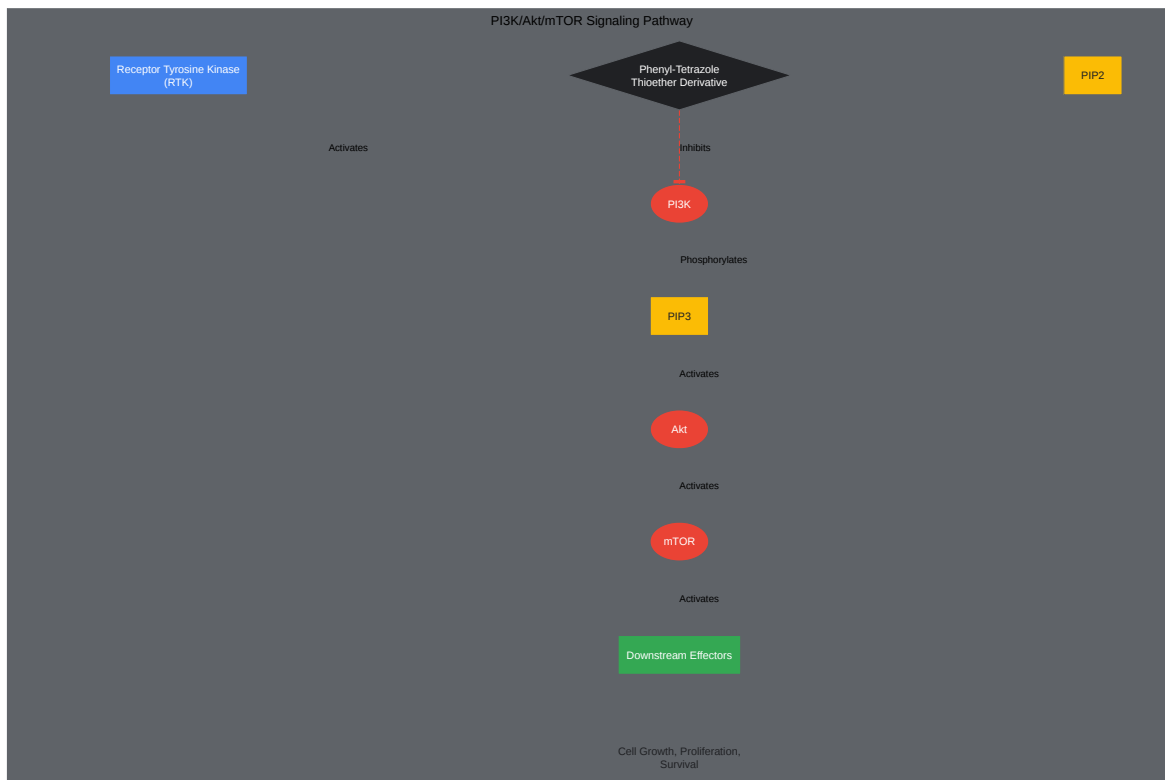 PI3K/Akt/mTOR Signaling Pathway
Receptor Tyrosine Kinase
(RTK)
Phenyl-Tetrazole
Thioether Derivative
PIP2
Activates
Inhibits
PI3K
Phosphorylates
PIP3
Activates
Akt
Activates
mTOR
Activates
Downstream Effectors
Cell Growth, Proliferation,
Survival